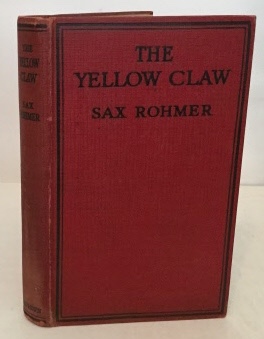 THE
YELLOW
CLAW
SAX
ROHMER
THE
YELLOW CLAW
SAX ROHMER